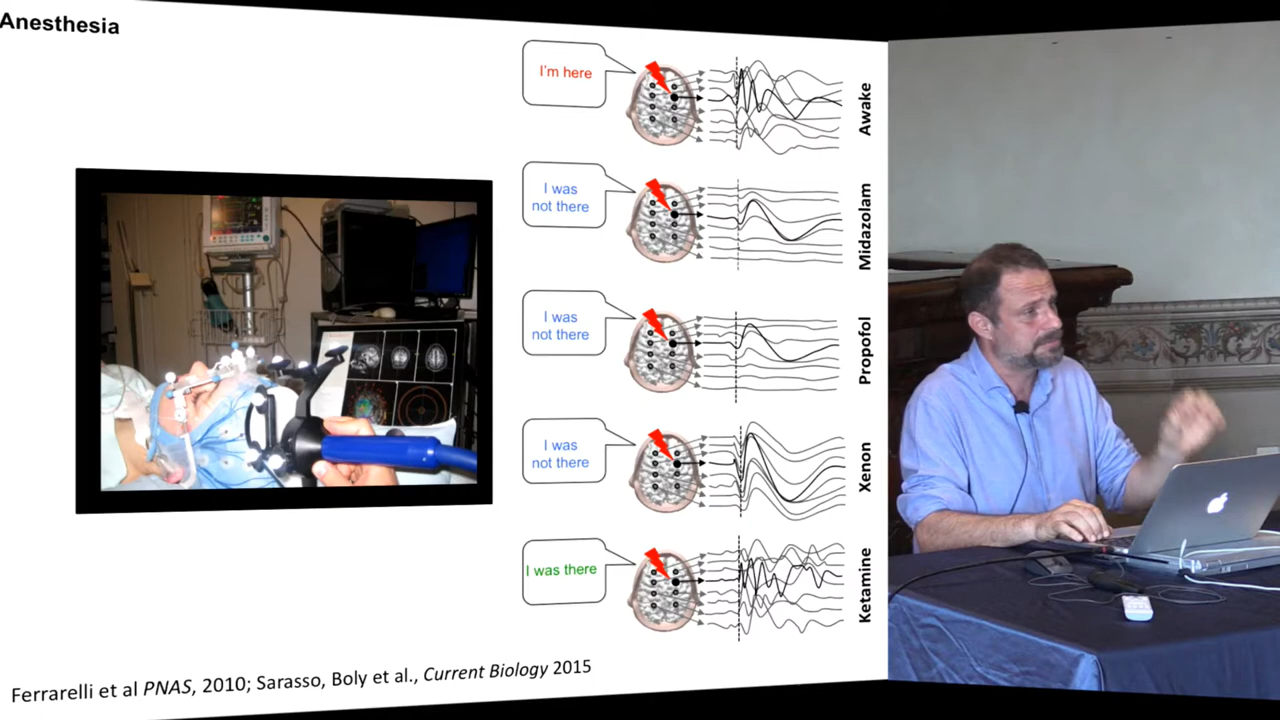 Anesthesia
I'm here
Awake
I was
not there
Midazolam
I was
not there
Propofol
I was
not there
Xenon
I was there
Ketamine
Ferrarelli et al PNAS, 2010; Sarasso, Boly et al., Current Biology 2015